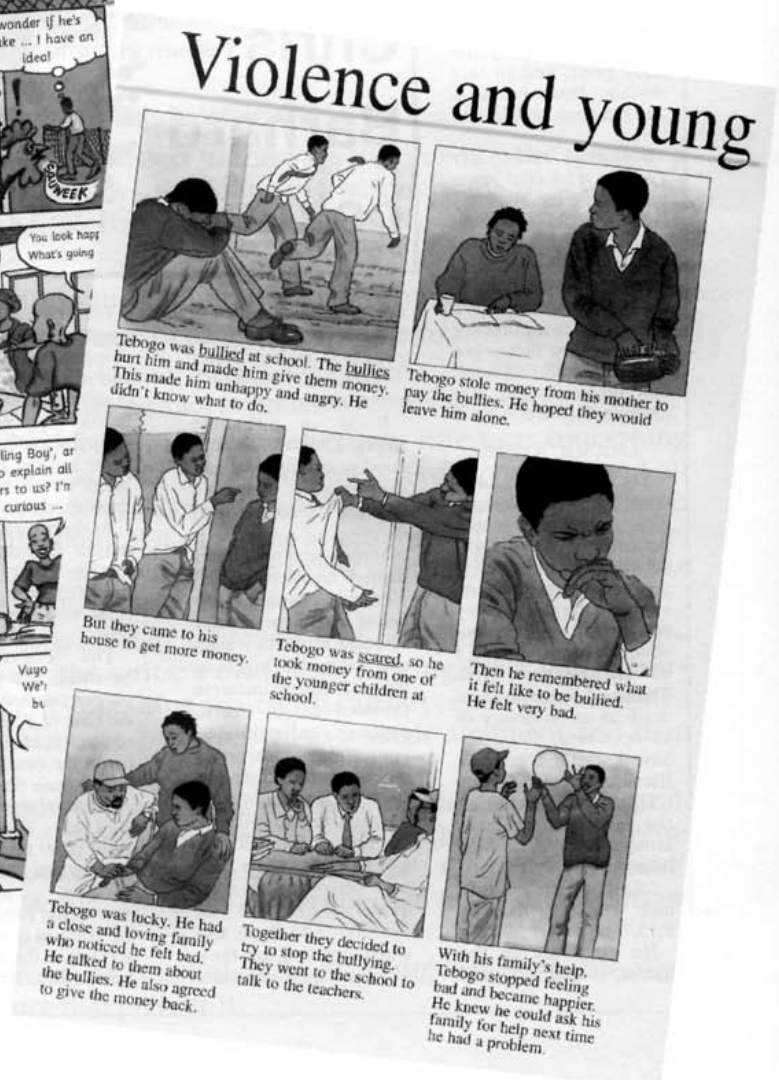 wonder if he's
ke ... I have an
idea!
!
SAUWEEK
You look happ
What's going
ling Boy', ar
o explain all
rs to us? I'm
curious ...
Vuyo
We'r
bu
Violence and young
Tebogo was bullied at school. The bullies
hurt him and made him give them money.
This made him unhappy and angry. He
didn't know what to do.
Tebogo stole money from his mother to
pay the bullies. He hoped they would
leave him alone.
But they came to his
house to get more money.
Tebogo was scared, so he
took money from one of
the younger children at
school.
Then he remembered what
it felt like to be bullied.
He felt very bad.
Tebogo was lucky. He had
a close and loving family
who noticed he felt bad.
He talked to them about
the bullies. He also agreed
to give the money back.
Together they decided to
try to stop the bullying.
They went to the school to
talk to the teachers.
With his family's help,
Tebogo stopped feeling
bad and became happier.
He knew he could ask his
family for help next time
he had a problem.